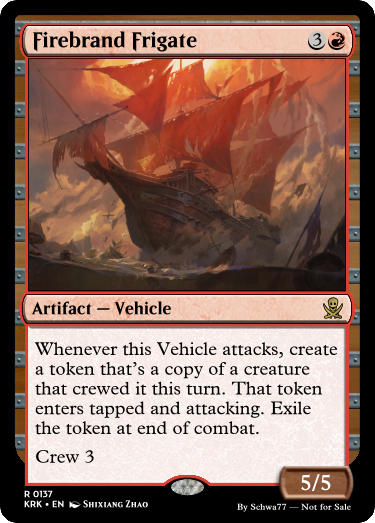 Firebrand Frigate 3
Artifact — Vehicle
Whenever this Vehicle attacks, create
a token that's a copy of a creature
that crewed it this turn. That token
enters tapped and attacking. Exile
the token at end of combat.
Crew 3
5/5
R 0137
KRK • EN Shixiang Zhao
By Schwa77 — Not for Sale